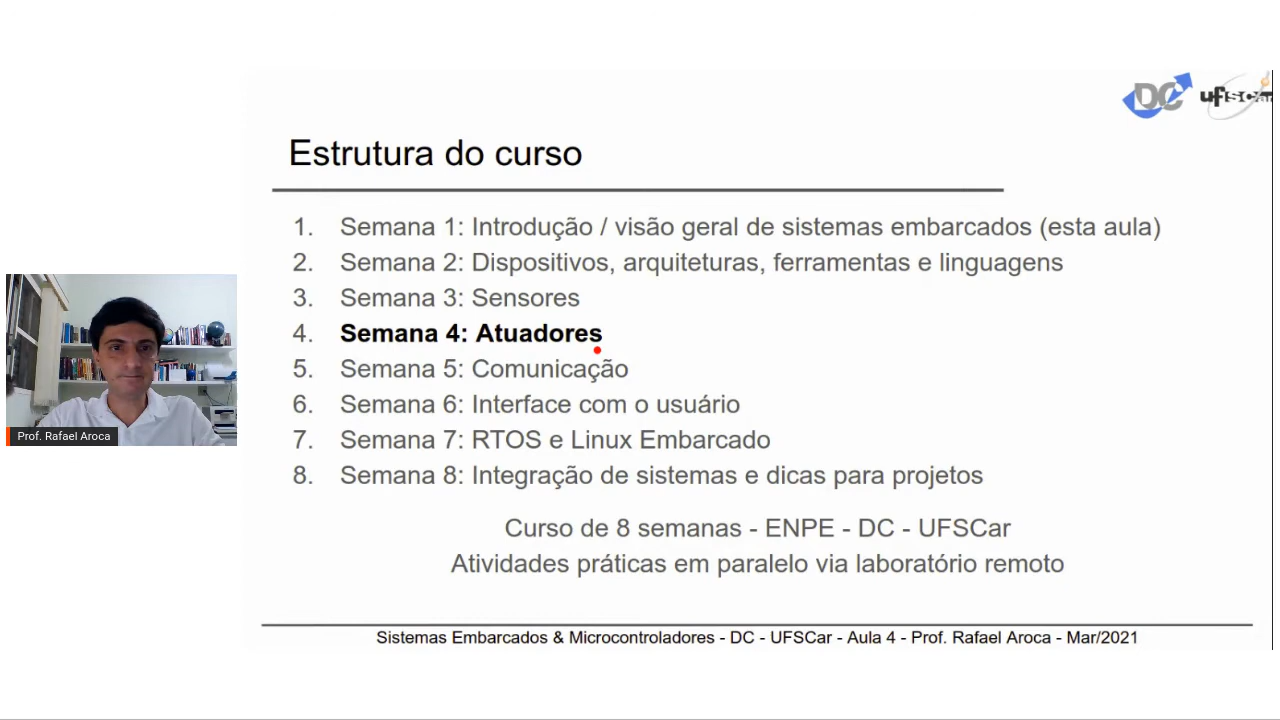 DC ufscar
Estrutura do curso
1. Semana 1: Introdução / visão geral de sistemas embarcados (esta aula)
2. Semana 2: Dispositivos, arquiteturas, ferramentas e linguagens
3. Semana 3: Sensores
4. Semana 4: Atuadores
5. Semana 5: Comunicação
6. Semana 6: Interface com o usuário
7. Semana 7: RTOS e Linux Embarcado
8. Semana 8: Integração de sistemas e dicas para projetos
Prof. Rafael Aroca
Curso de 8 semanas - ENPE - DC - UFSCar
Atividades práticas em paralelo via laboratório remoto
Sistemas Embarcados & Microcontroladores - DC - UFSCar - Aula 4 - Prof. Rafael Aroca - Mar/2021